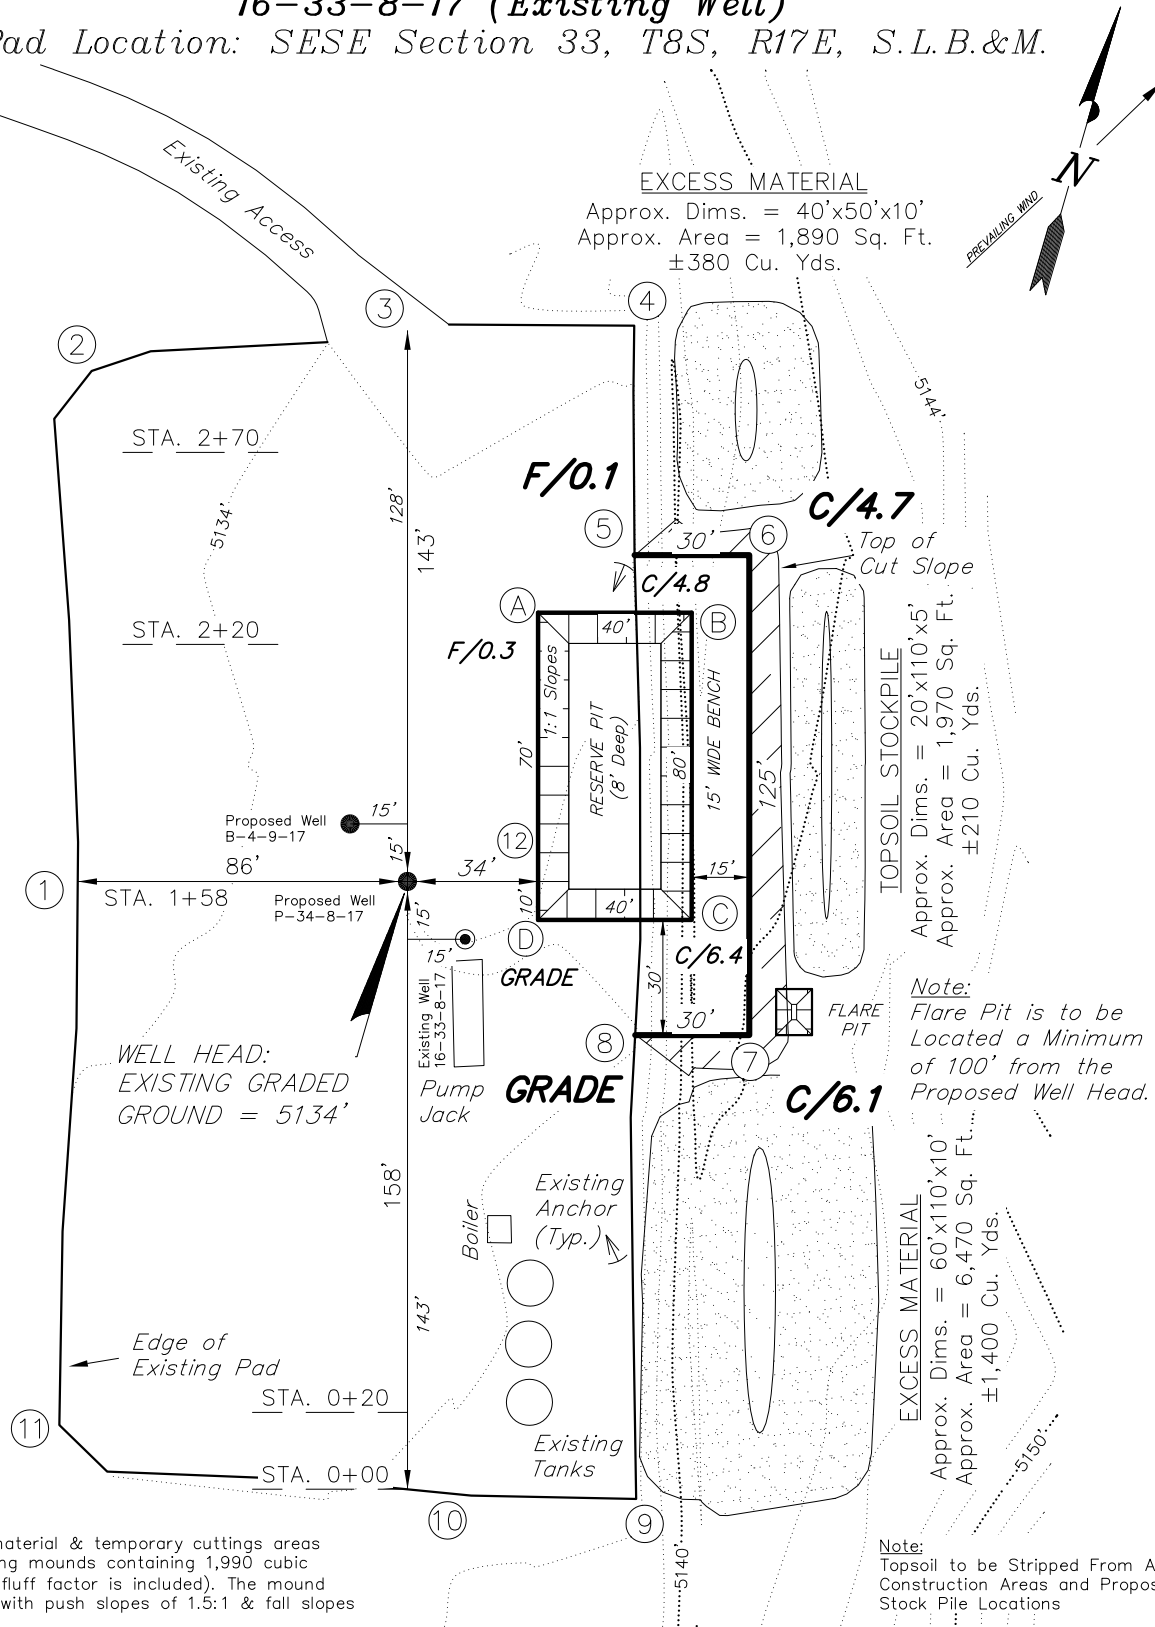 16-33-8-17 (Existing Well)
Pad Location: SESE Section 33, T8S, R17E, S.L.B.&M.
Existing Access
EXCESS MATERIAL
Approx. Dims. = 40'x50'x10'
Approx. Area = 1,890 Sq. Ft.
±380 Cu. Yds.
N
PREVAILING WIND
3
4
2
5144'
STA. 2+70
F/0.1
C/4.7
128'
143'
5134'
5
30'
6
Top of
Cut Slope
C/4.8
A
40'
B
STA. 2+20
F/0.3
1:1 Slopes
70'
RESERVE PIT
(8' Deep)
80'
15' WIDE BENCH
125'
TOPSOIL STOCKPILE
Approx. Dims. = 20'x110'x5'
Approx. Area = 1,970 Sq. Ft.
±210 Cu. Yds.
Proposed Well
B-4-9-17
15'
15'
12
86'
34'
15'
1
STA. 1+58
Proposed Well
P-34-8-17
15'
10'
40'
C
D
15'
C/6.4
GRADE
Existing Well
16-33-8-17
30'
Note:
Flare Pit is to be
Located a Minimum
of 100' from the
Proposed Well Head.
FLARE
PIT
30'
8
7
WELL HEAD:
EXISTING GRADED
GROUND = 5134'
Pump
Jack
GRADE
C/6.1
158'
Existing
Anchor
(Typ.)
Boiler
EXCESS MATERIAL
Approx. Dims. = 60'x110'x10'
Approx. Area = 6,470 Sq. Ft.
±1,400 Cu. Yds.
143'
Edge of
Existing Pad
STA. 0+20
11
Existing
Tanks
5150'
STA. 0+00
10
9
5140'
material & temporary cuttings areas
ng mounds containing 1,990 cubic
fluff factor is included). The mound
with push slopes of 1.5:1 & fall slopes
Note:
Topsoil to be Stripped From A
Construction Areas and Propos
Stock Pile Locations